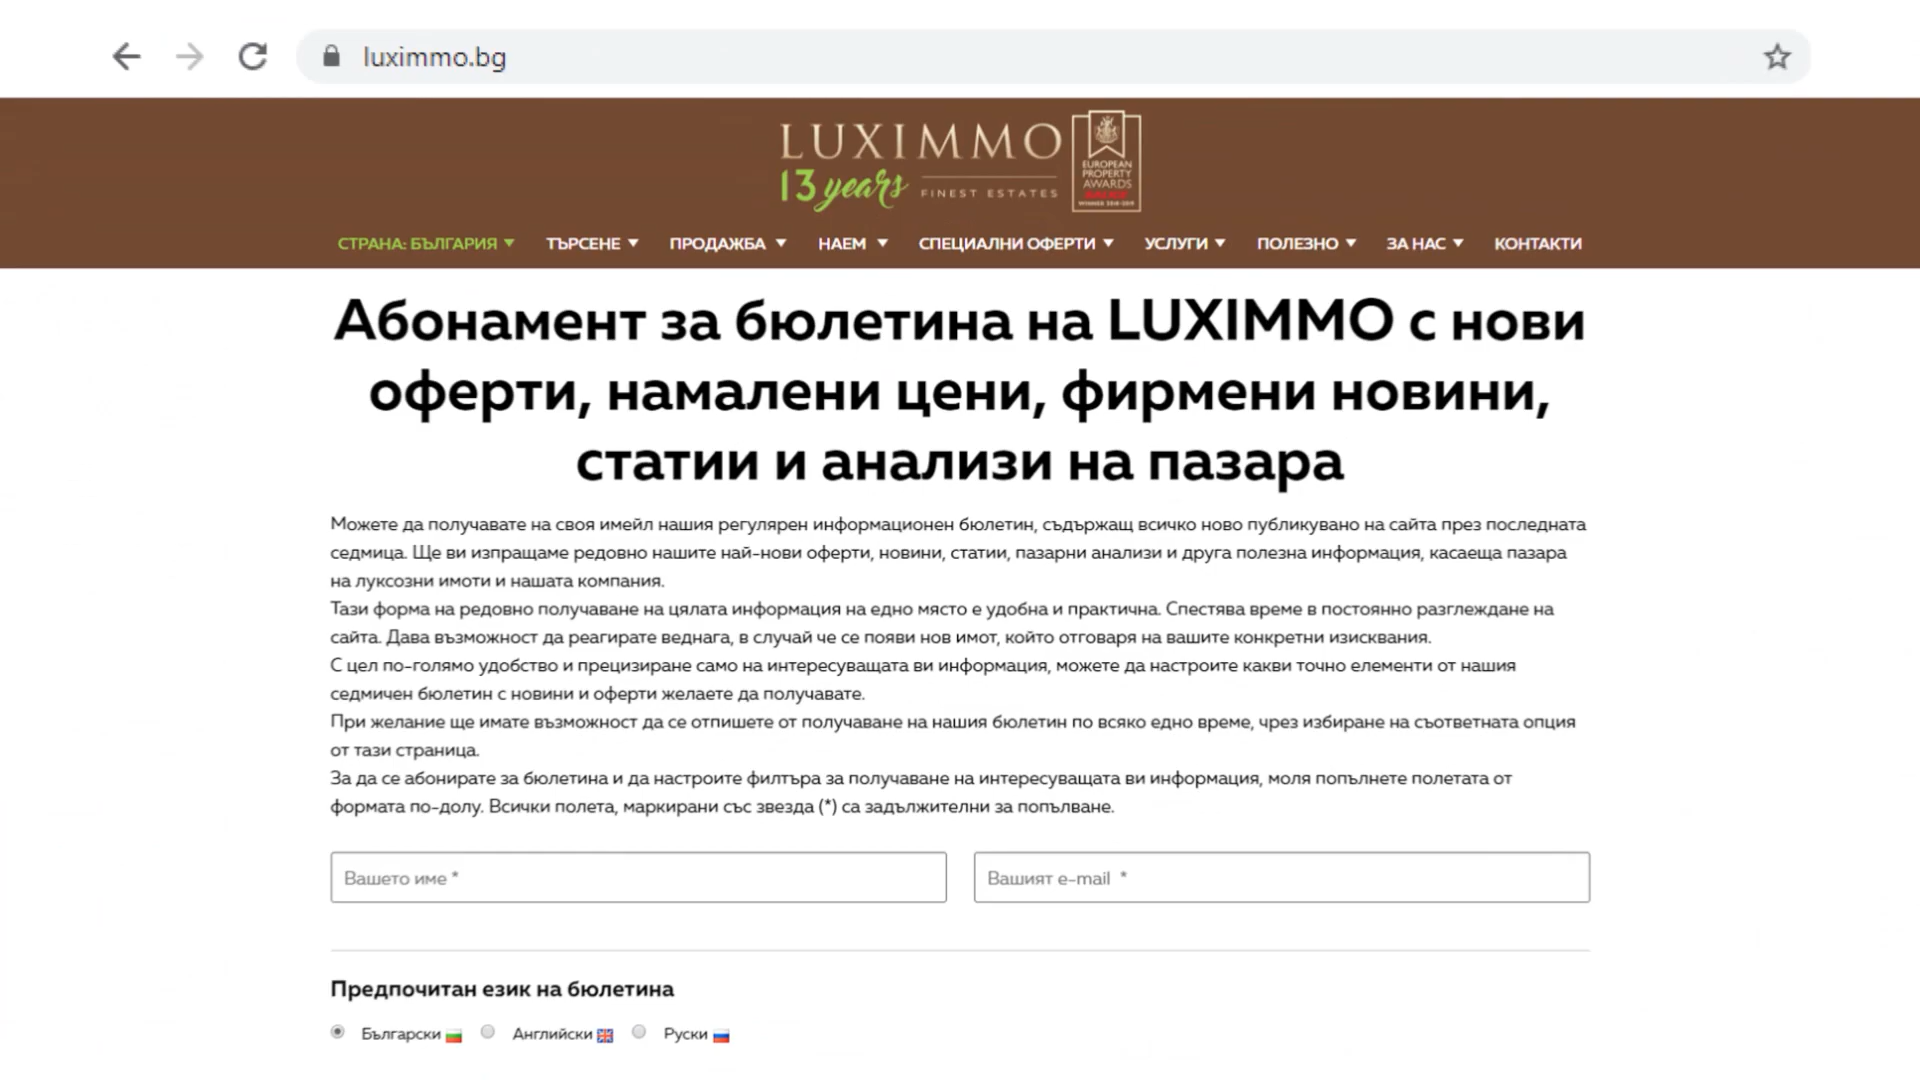 luximmo.bg
LUXIMMO
13 years FINEST ESTATES
EUROPEAN
PROPERTY
AWARDS
WINNER 2018-2019
СТРАНА: БЪЛГАРИЯ ТЪРСЕНЕ ПРОДАЖБА НАЕМ СПЕЦИАЛНИ ОФЕРТИ УСЛУГИ ПОЛЕЗНО ЗА НАС КОНТАКТИ
Абонамент за бюлетина на LUXIMMO с нови
оферти, намалени цени, фирмени новини,
статии и анализи на пазара
Можете да получавате на своя имейл нашия регулярен информационен бюлетин, съдържащ всичко ново публикувано на сайта през последната
седмица. Ще ви изпращаме редовно нашите най-нови оферти, новини, статии, пазарни анализи и друга полезна информация, касаеща пазара
на луксозни имоти и нашата компания.
Тази форма на редовно получаване на цялата информация на едно място е удобна и практична. Спестява време в постоянно разглеждане на
сайта. Дава възможност да реагирате веднага, в случай че се появи нов имот, който отговаря на вашите конкретни изисквания.
С цел по-голямо удобство и прецизиране само на интересуващата ви информация, можете да настроите какви точно елементи от нашия
седмичен бюлетин с новини и оферти желаете да получавате.
При желание ще имате възможност да се отпишете от получаване на нашия бюлетин по всяко едно време, чрез избиране на съответната опция
от тази страница.
За да се абонирате за бюлетина и да настроите филтъра за получаване на интересуващата ви информация, моля попълнете полетата от
формата по-долу. Всички полета, маркирани със звезда (*) са задължителни за попълване.
Вашето име * Вашият e-mail *
Предпочитан език на бюлетина
Български Английски Руски